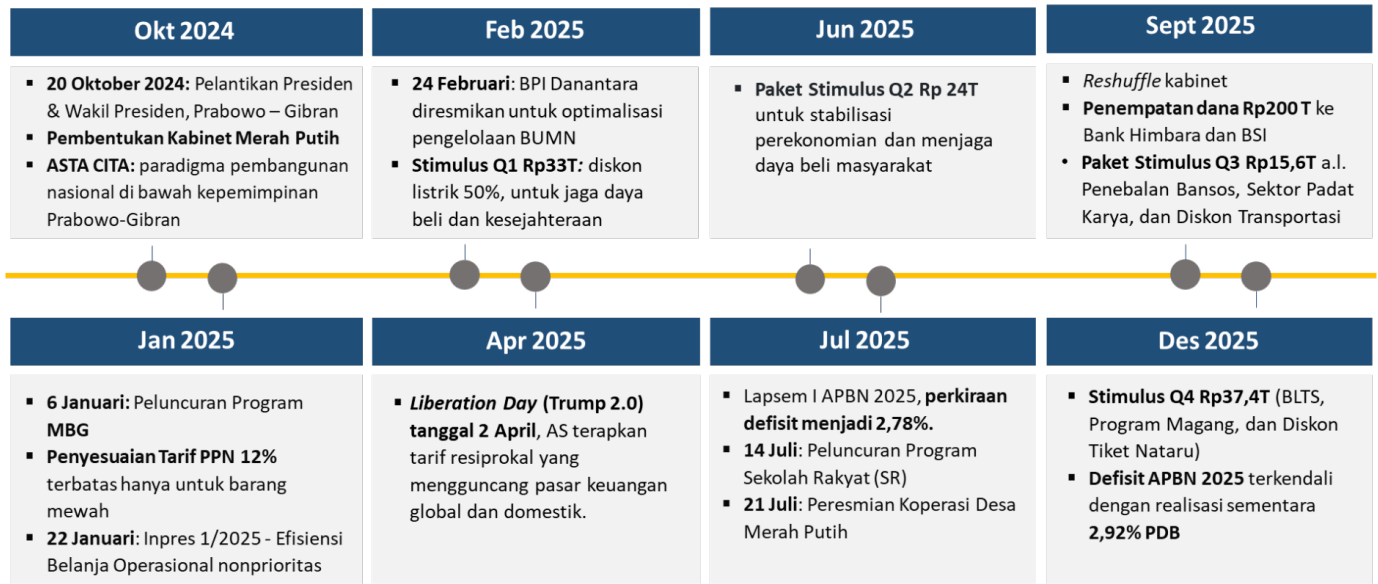 Okt 2024
20 Oktober 2024: Pelantikan Presiden
& Wakil Presiden, Prabowo – Gibran
Pembentukan Kabinet Merah Putih
ASTA CITA: paradigma pembangunan
nasional di bawah kepemimpinan
Prabowo-Gibran
Jan 2025
6 Januari: Peluncuran Program
MBG
Penyesuaian Tarif PPN 12%
terbatas hanya untuk barang
mewah
22 Januari: Inpres 1/2025 - Efisiensi
Belanja Operasional nonprioritas
Feb 2025
24 Februari: BPI Danantara
diresmikan untuk optimalisasi
pengelolaan BUMN
Stimulus Q1 Rp33T: diskon
listrik 50%, untuk jaga daya
beli dan kesejahteraan
Apr 2025
Liberation Day (Trump 2.0)
tanggal 2 April, AS terapkan
tarif resiprokal yang
mengguncang pasar keuangan
global dan domestik.
Jun 2025
Paket Stimulus Q2 Rp 24T
untuk stabilisasi
perekonomian dan menjaga
daya beli masyarakat
Jul 2025
Lapsem I APBN 2025, perkiraan
defisit menjadi 2,78%.
14 Juli: Peluncuran Program
Sekolah Rakyat (SR)
21 Juli: Peresmian Koperasi Desa
Merah Putih
Sept 2025
Reshuffle kabinet
Penempatan dana Rp200 T ke
Bank Himbara dan BSI
Paket Stimulus Q3 Rp15,6T a.l.
Penebalan Bansos, Sektor Padat
Karya, dan Diskon Transportasi
Des 2025
Stimulus Q4 Rp37,4T (BLTS,
Program Magang, dan Diskon
Tiket Nataru)
Defisit APBN 2025 terkendali
dengan realisasi sementara
2,92% PDB